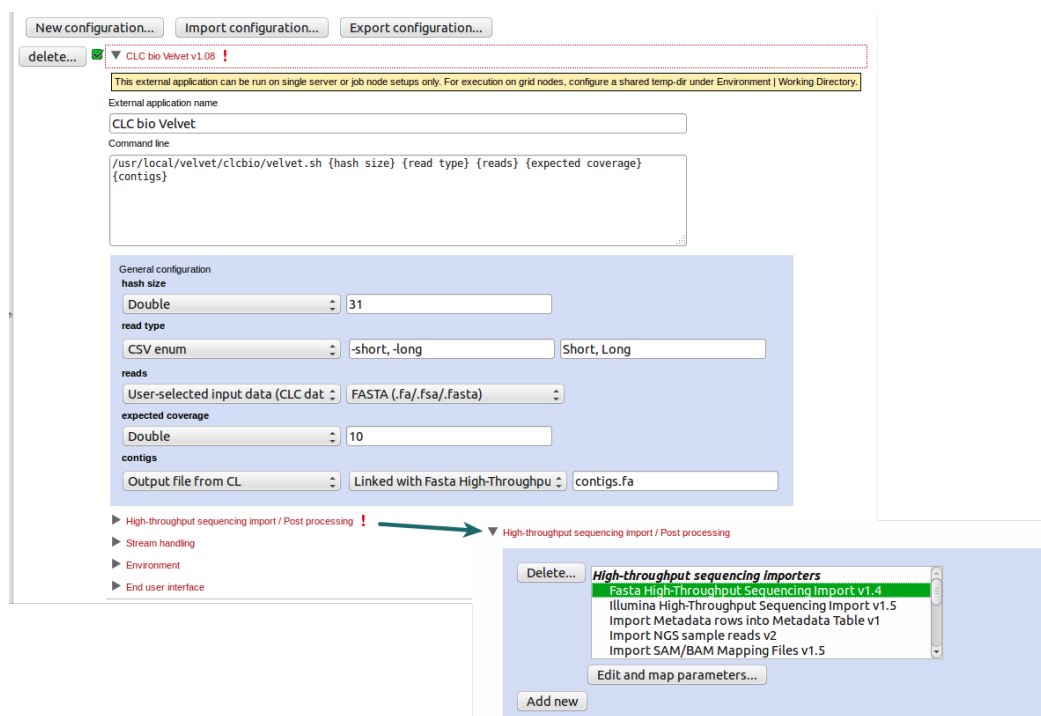 New configuration... Import configuration... Export configuration...
delete... CLC bio Velvet v1.08 !
This external application can be run on single server or job node setups only. For execution on grid nodes, configure a shared temp-dir under Environment | Working Directory.
External application name
CLC bio Velvet
Command line
/usr/local/velvet/clcbio/velvet.sh {hash size} {read type} {reads} {expected coverage}
{contigs}
General configuration
hash size
Double 31
read type
CSV enum -short, -long Short, Long
reads
User-selected input data (CLC dat FASTA (.fa/.fsa/.fasta)
expected coverage
Double 10
contigs
Output file from CL Linked with Fasta High-Throughpu contigs.fa
High-throughput sequencing import / Post processing !
Stream handling
Environment
End user interface
High-throughput sequencing import / Post processing
Delete... High-throughput sequencing importers
Fasta High-Throughput Sequencing Import v1.4
Illumina High-Throughput Sequencing Import v1.5
Import Metadata rows into Metadata Table v1
Import NGS sample reads v2
Import SAM/BAM Mapping Files v1.5
Edit and map parameters...
Add new